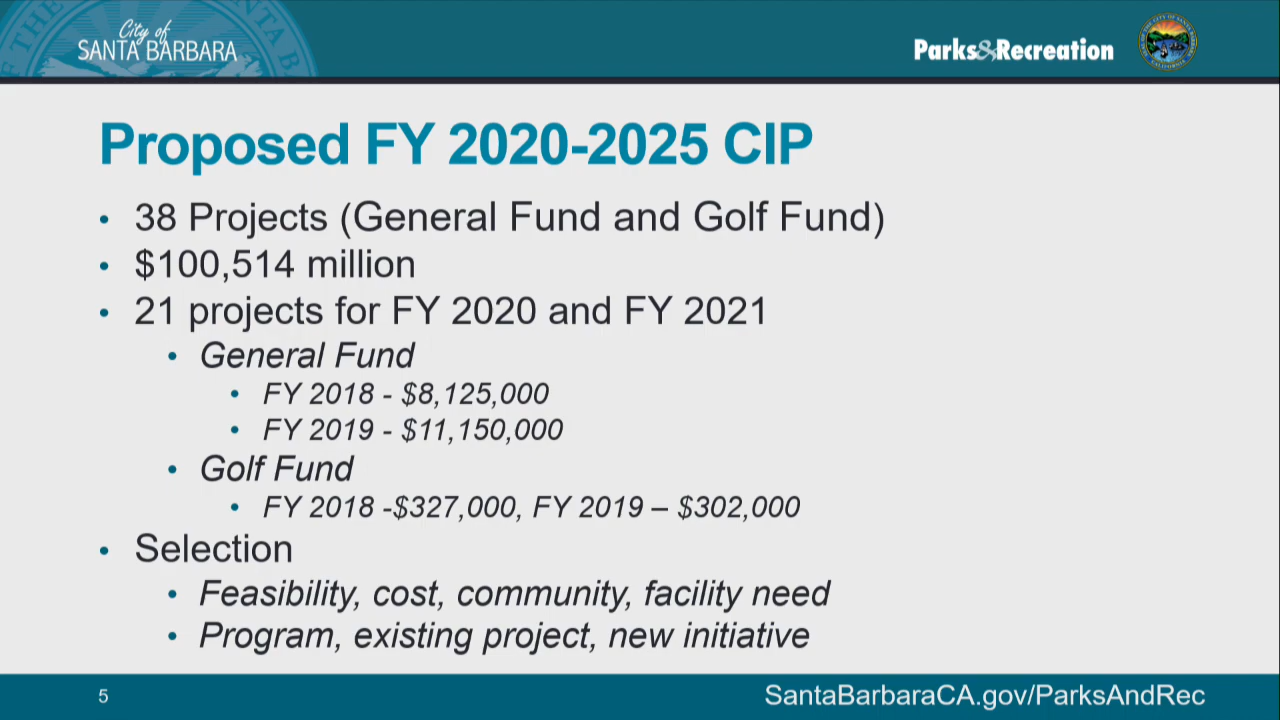 City of
SANTA BARBARA
Parks&Recreation
Proposed FY 2020-2025 CIP
• 38 Projects (General Fund and Golf Fund)
• $100,514 million
• 21 projects for FY 2020 and FY 2021
• General Fund
• FY 2018 - $8,125,000
• FY 2019 - $11,150,000
• Golf Fund
• FY 2018 -$327,000, FY 2019 – $302,000
• Selection
• Feasibility, cost, community, facility need
• Program, existing project, new initiative
5
SantaBarbaraCA.gov/ParksAndRec